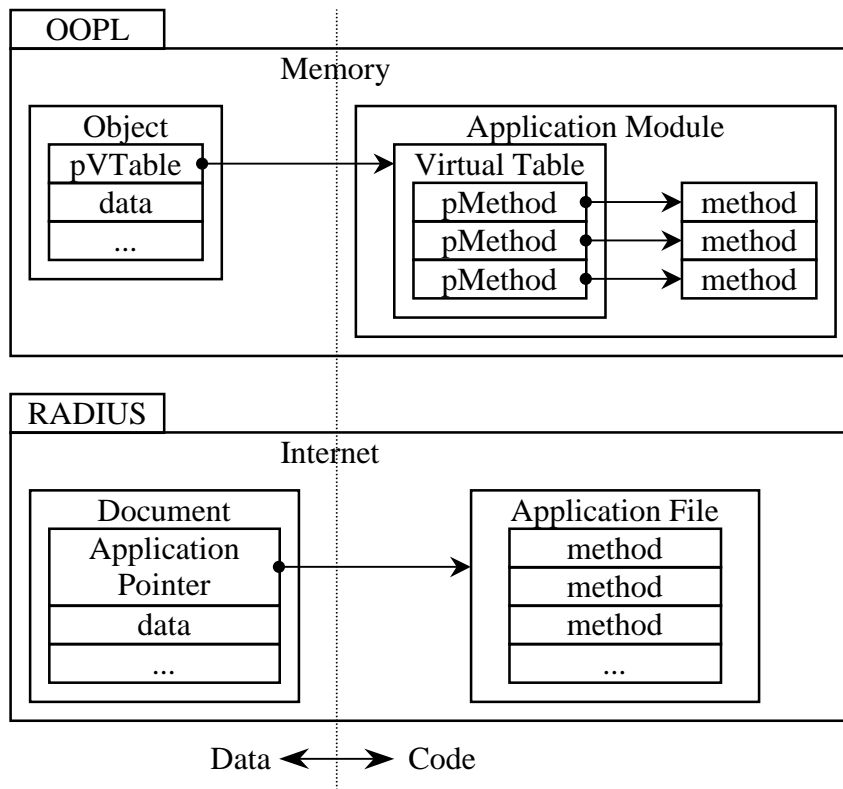 OOPL
Memory
Object
Application Module
pVTable
Virtual Table
data
pMethod
method
...
pMethod
method
pMethod
method
RADIUS
Internet
Document
Application File
Application
Pointer
method
method
data
method
...
...
Data
Code